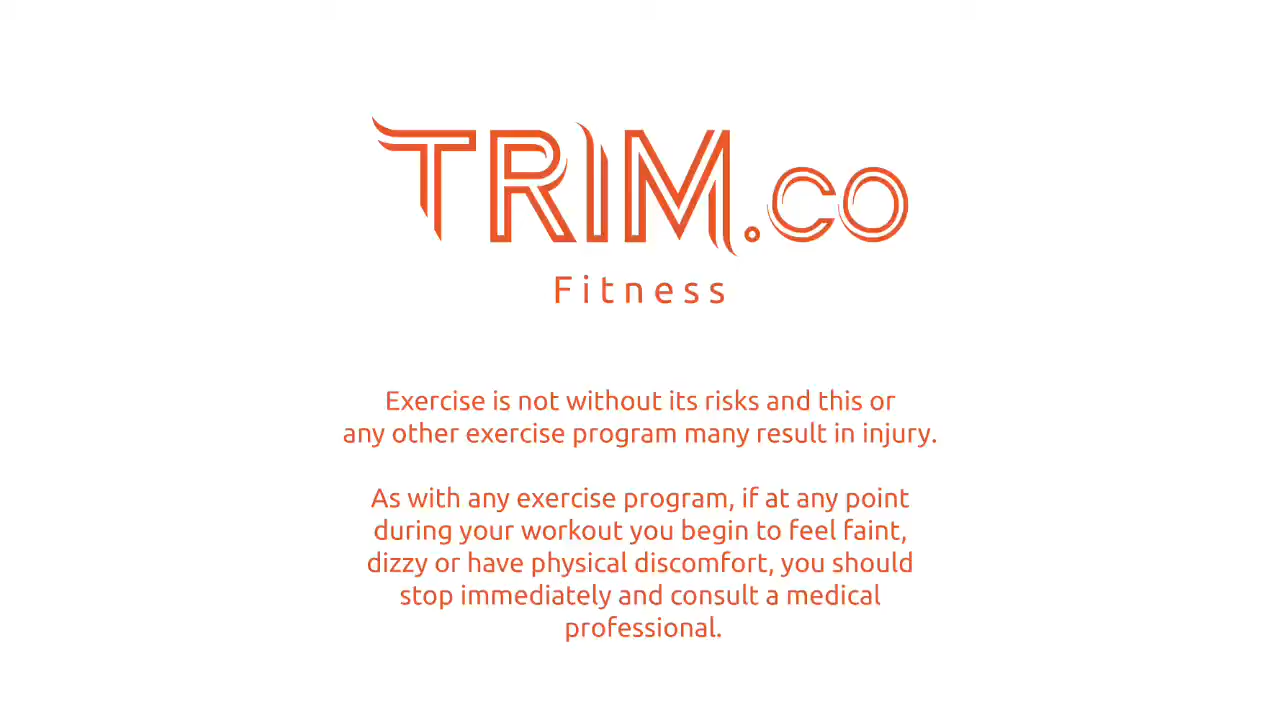 TRIM.CO
Fitness
Exercise is not without its risks and this or
any other exercise program many result in injury.
As with any exercise program, if at any point
during your workout you begin to feel faint,
dizzy or have physical discomfort, you should
stop immediately and consult a medical
professional.